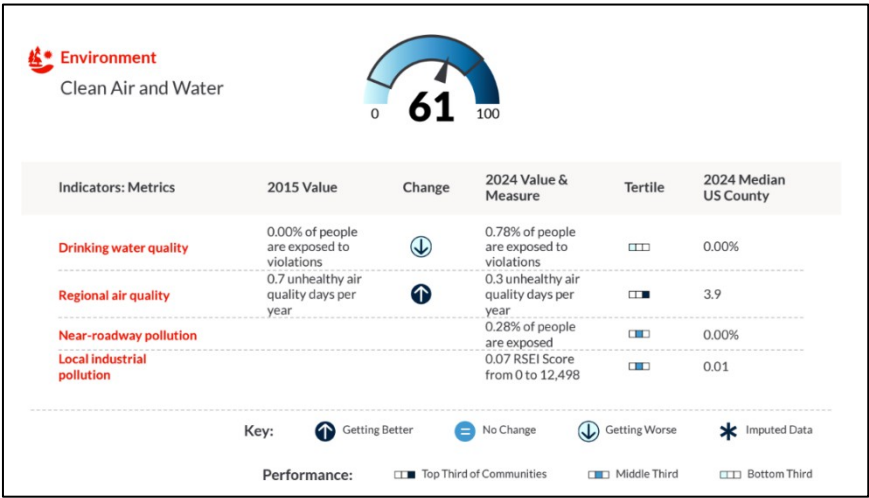 Environment
Clean Air and Water
61
0
100
Indicators: Metrics
2015 Value
Change
2024 Value &
Measure
Tertile
2024 Median
US County
Drinking water quality
0.00% of people
are exposed to
violations
0.78% of people
are exposed to
violations
0.00%
Regional air quality
0.7 unhealthy air
quality days per
year
0.3 unhealthy air
quality days per
year
3.9
Near-roadway pollution
0.28% of people
are exposed
0.00%
Local industrial
pollution
0.07 RSEI Score
from 0 to 12,498
0.01
Key:
Getting Better
No Change
Getting Worse
Imputed Data
Performance:
Top Third of Communities
Middle Third
Bottom Third